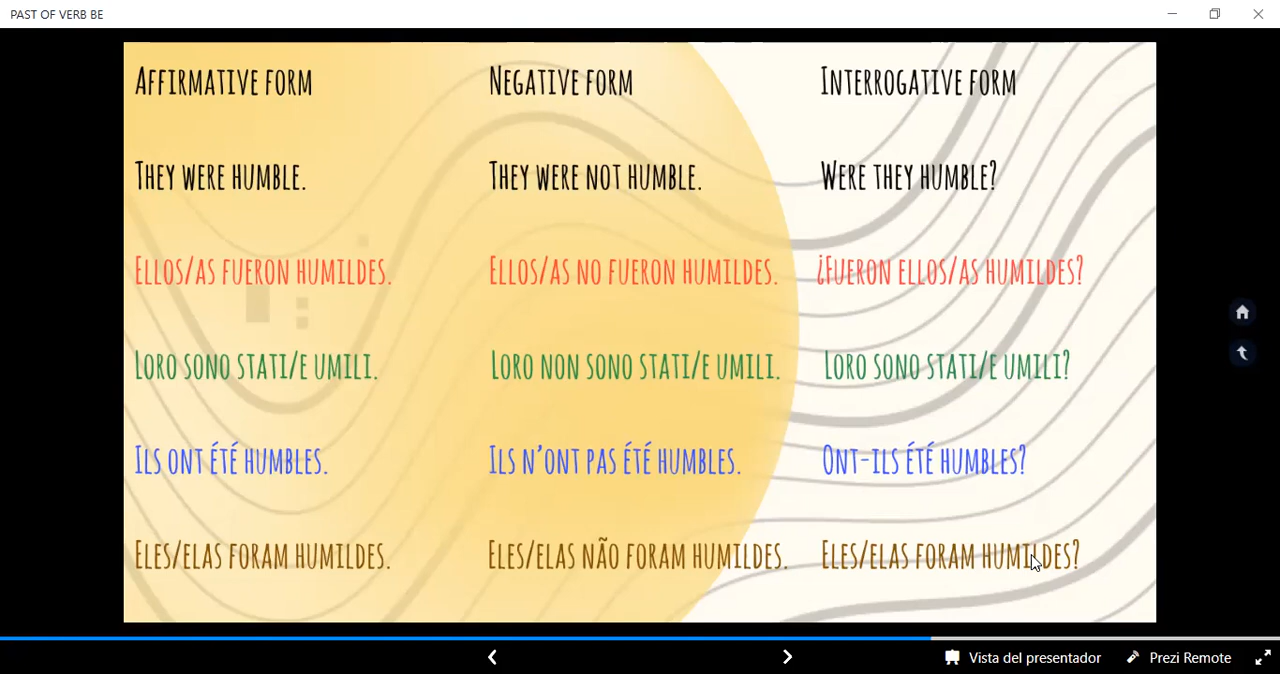 PAST OF VERB BE
AFFIRMATIVE FORM NEGATIVE FORM INTERROGATIVE FORM
THEY WERE HUMBLE. THEY WERE NOT HUMBLE. WERE THEY HUMBLE?
ELLOS/AS FUERON HUMILDES. ELLOS/AS NO FUERON HUMILDES. ¿FUERON ELLOS/AS HUMILDES?
LORO SONO STATI/E UMILI. LORO NON SONO STATI/E UMILI. LORO SONO STATI/E UMILI?
ILS ONT ÉTÉ HUMBLES. ILS N'ONT PAS ÉTÉ HUMBLES. ONT-ILS ÉTÉ HUMBLES?
ELES/ELAS FORAM HUMILDES. ELES/ELAS NÃO FORAM HUMILDES. ELES/ELAS FORAM HUMILDES?
Vista del presentador Prezi Remote